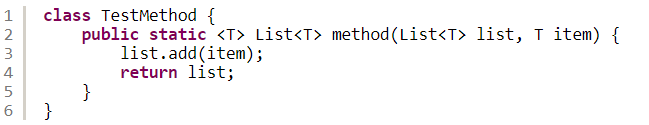 1 class TestMethod {
2     public static <T> List<T> method(List<T> list, T item) {
3         list.add(item);
4         return list;
5     }
6 }